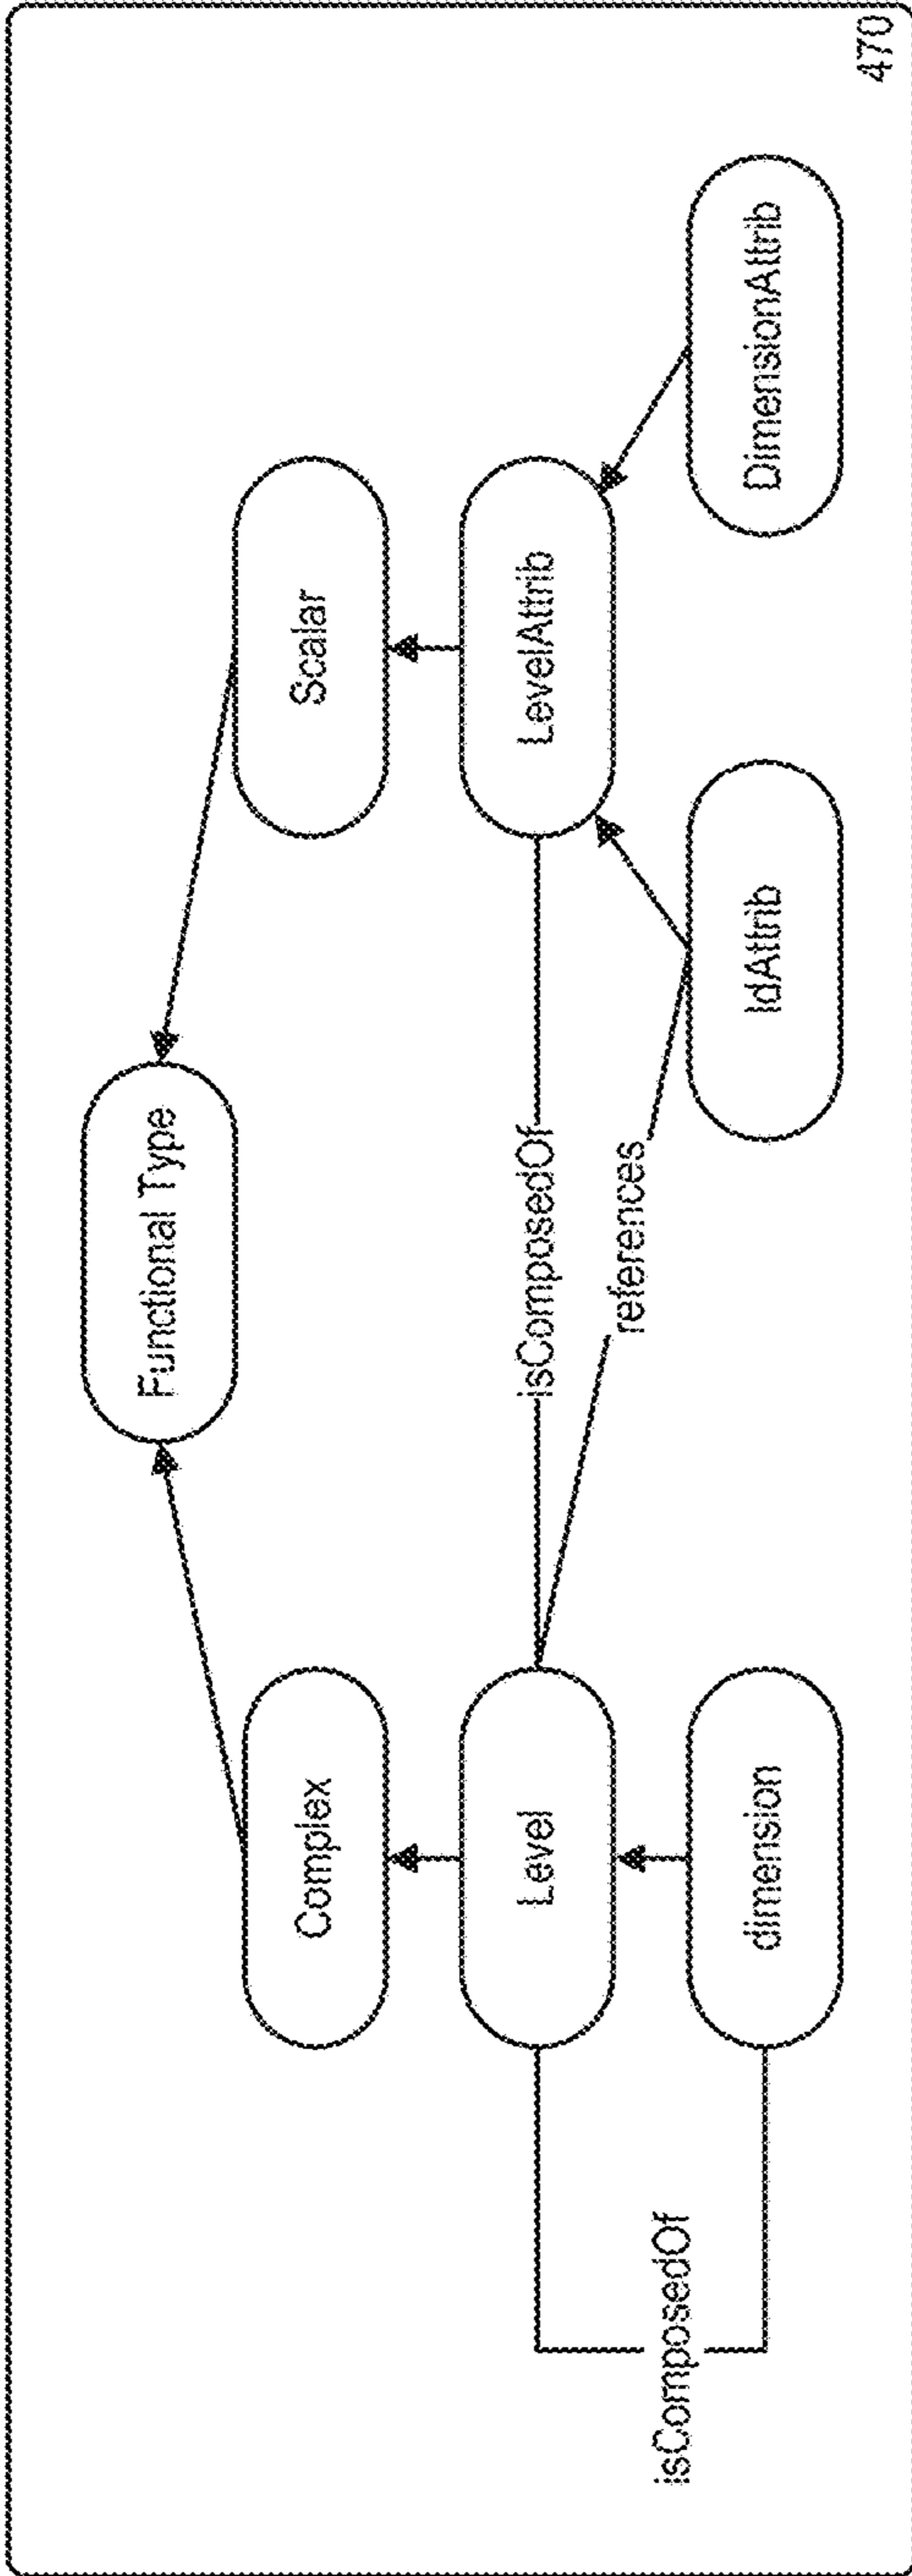 Functional Type
Complex
Scalar
Level
isComposedOf
LevelAttrib
references
isComposedOf
dimension
IdAttrib
DimensionAttrib
470